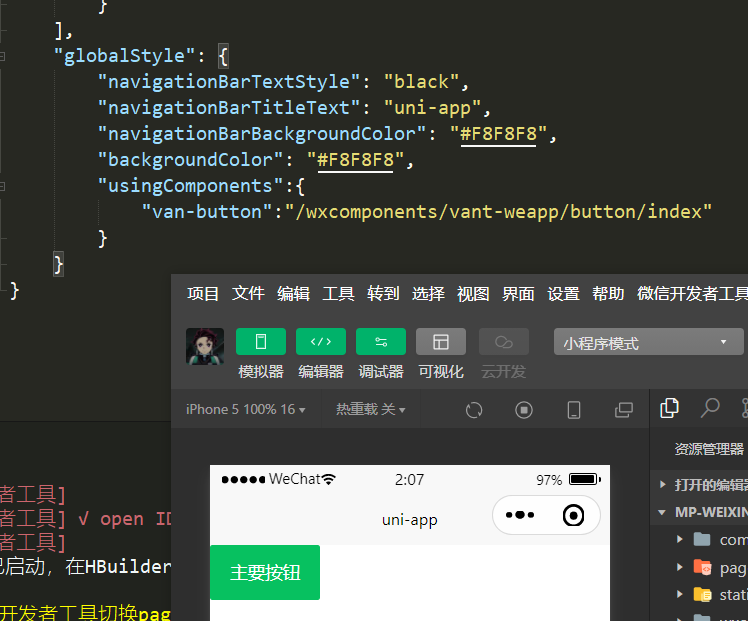 }
],
"globalStyle": {
"navigationBarTextStyle": "black",
"navigationBarTitleText": "uni-app",
"navigationBarBackgroundColor": "#F8F8F8",
"backgroundColor": "#F8F8F8",
"usingComponents":{
"van-button":"/wxcomponents/vant-weapp/button/index"
}
}
}
项目 文件 编辑 工具 转到 选择 视图 界面 设置 帮助 微信开发者工具
模拟器 编辑器 调试器 可视化 云开发
小程序模式
iPhone 5 100% 16 热重载 关
资源管理器
打开的编辑器
MP-WEIXIN
com
pag
stati
WeChat 2:07 97%
uni-app
主要按钮
者工具]
者工具] √ open ID
者工具]
已启动，在HBuilder
开发者工具切换pag